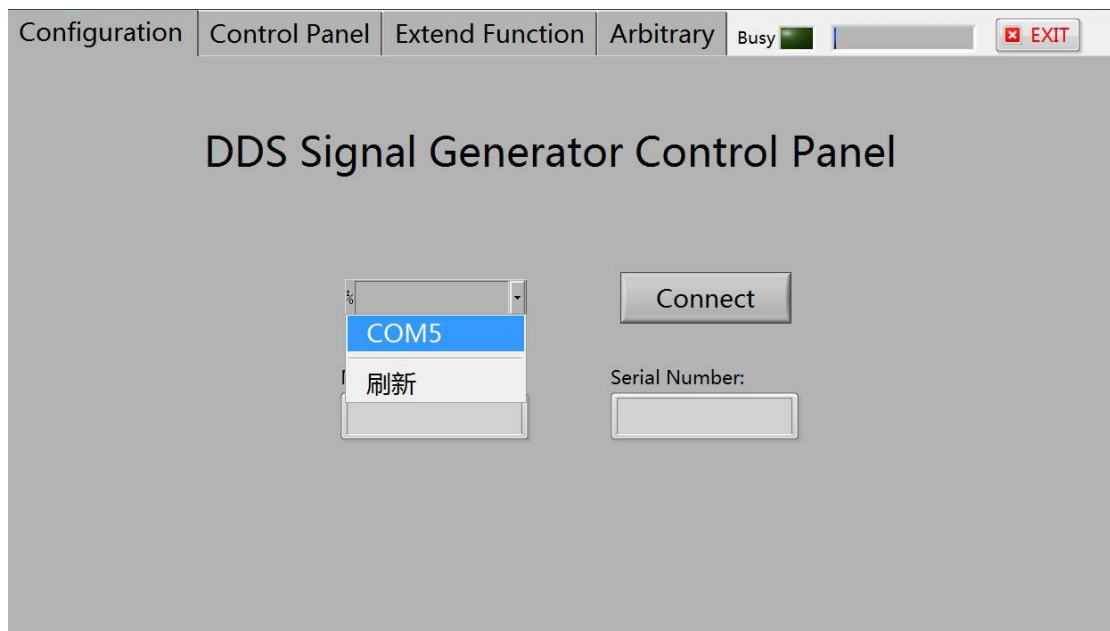 Configuration
Control Panel
Extend Function
Arbitrary
Busy
EXIT
DDS Signal Generator Control Panel
Connect
COM5
刷新
Serial Number: